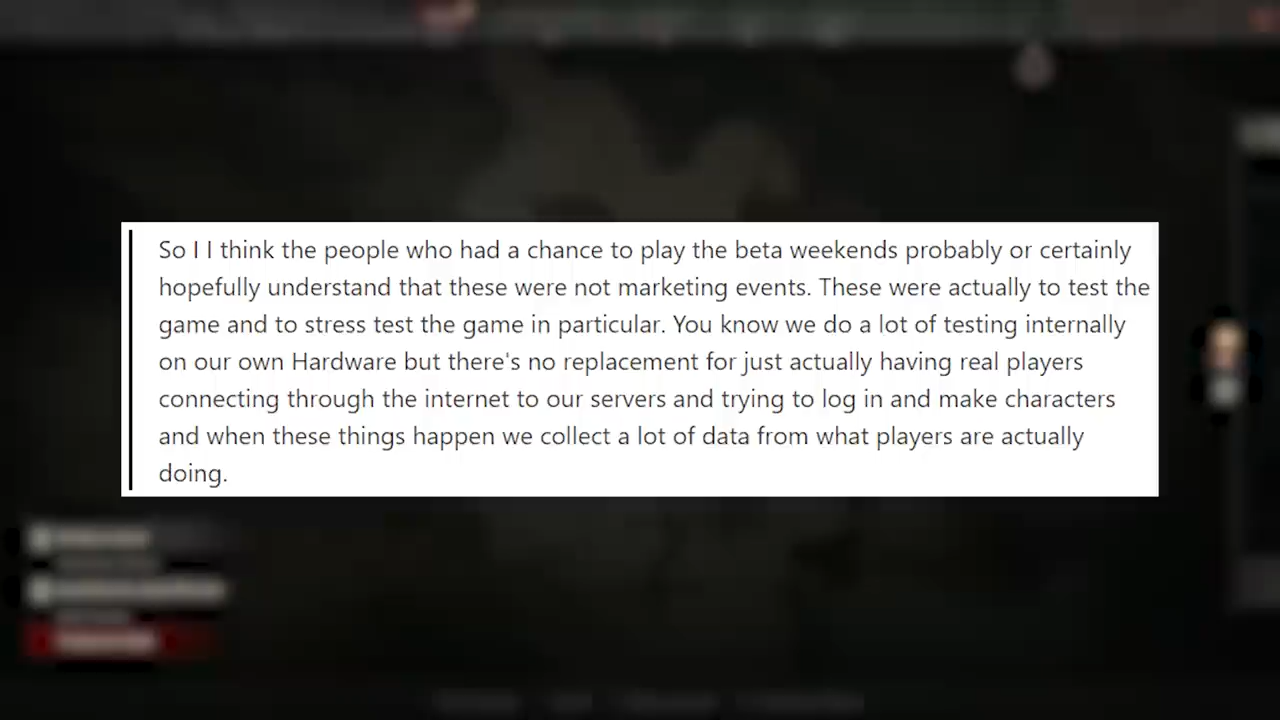 So I I think the people who had a chance to play the beta weekends probably or certainly
hopefully understand that these were not marketing events. These were actually to test the
game and to stress test the game in particular. You know we do a lot of testing internally
on our own Hardware but there's no replacement for just actually having real players
connecting through the internet to our servers and trying to log in and make characters
and when these things happen we collect a lot of data from what players are actually
doing.